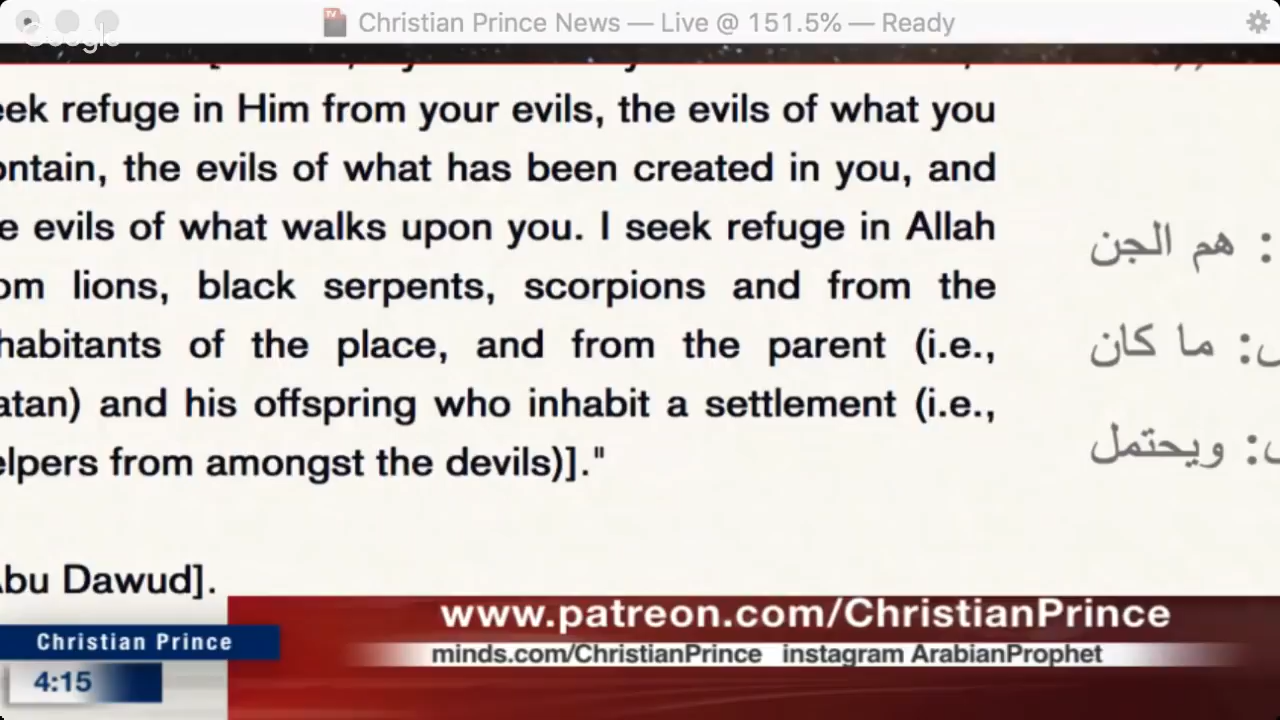 Christian Prince News — Live @ 151.5% — Ready
Google
eek refuge in Him from your evils, the evils of what you
ontain, the evils of what has been created in you, and
e evils of what walks upon you. I seek refuge in Allah
om lions, black serpents, scorpions and from the
habitants of the place, and from the parent (i.e.,
atan) and his offspring who inhabit a settlement (i.e.,
elpers from amongst the devils)]."
Abu Dawud].
: هم الجن
: ما كان
: ويحتمل
www.patreon.com/ChristianPrince
minds.com/ChristianPrince instagram ArabianProphet
Christian Prince
4:15